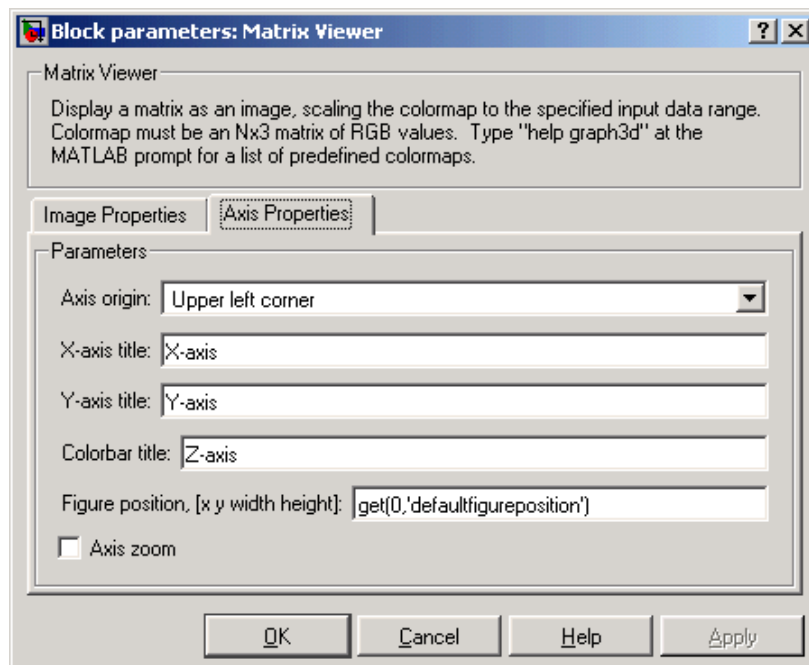 Block parameters: Matrix Viewer
Matrix Viewer
Display a matrix as an image, scaling the colormap to the specified input data range.
Colormap must be an Nx3 matrix of RGB values. Type "help graph3d" at the
MATLAB prompt for a list of predefined colormaps.
Image Properties Axis Properties
Parameters
Axis origin: Upper left corner
X-axis title: X-axis
Y-axis title: Y-axis
Colorbar title: Z-axis
Figure position, [x y width height]: get(0,'defaultfigureposition')
Axis zoom
OK Cancel Help Apply